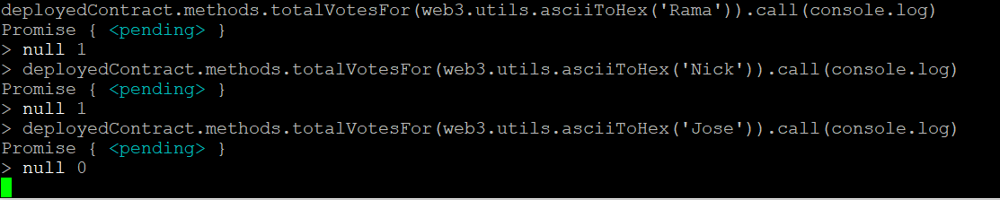 deployedContract.methods.totalVotesFor(web3.utils.asciiToHex('Rama')).call(console.log)
Promise { <pending> }
> null 1
> deployedContract.methods.totalVotesFor(web3.utils.asciiToHex('Nick')).call(console.log)
Promise { <pending> }
> null 1
> deployedContract.methods.totalVotesFor(web3.utils.asciiToHex('Jose')).call(console.log)
Promise { <pending> }
> null 0